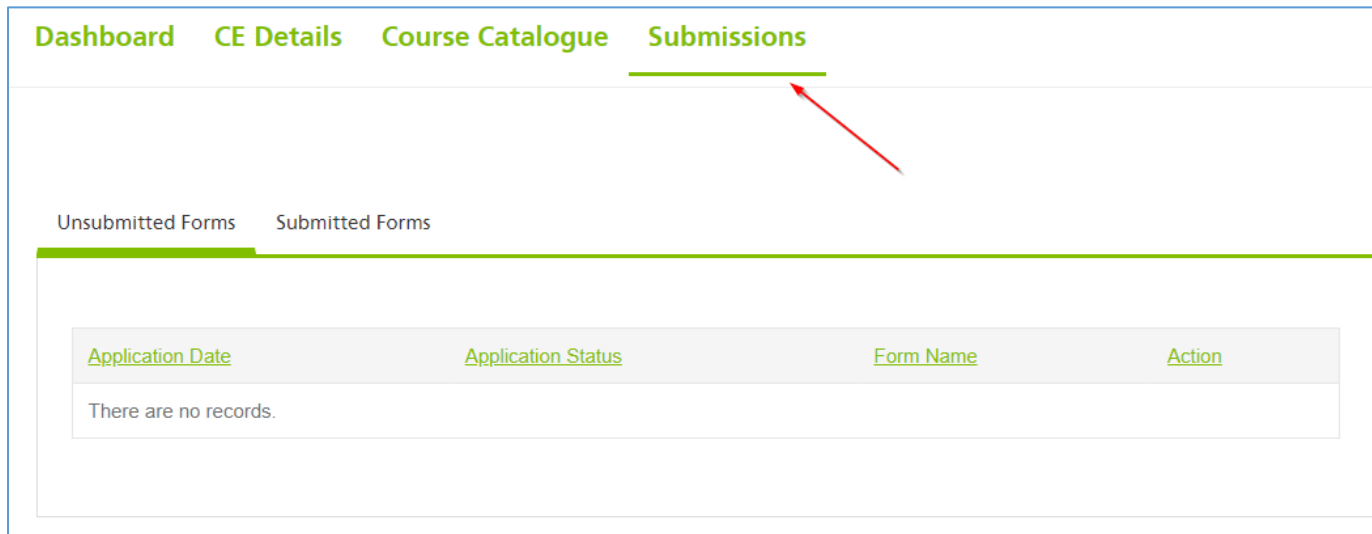 Dashboard CE Details Course Catalogue Submissions
Unsubmitted Forms Submitted Forms
Application Date Application Status Form Name Action
There are no records.